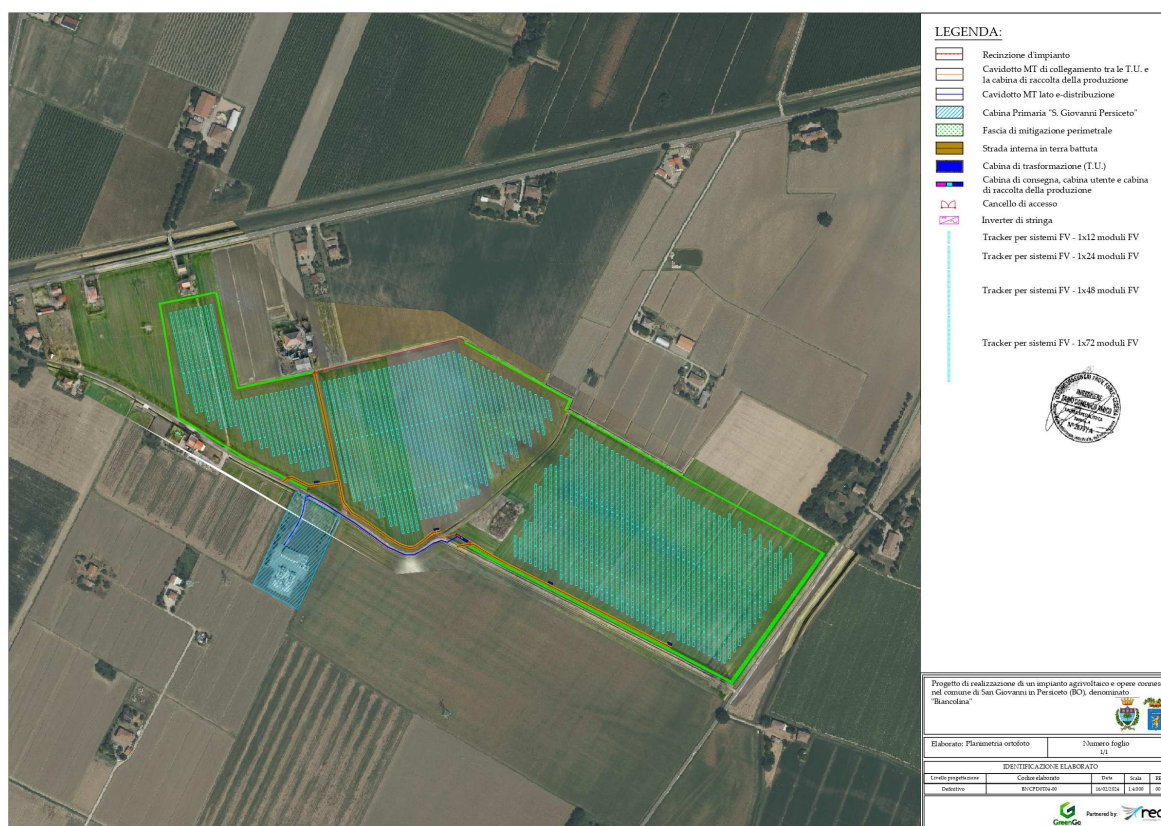 LEGENDA:
Recinzione d'impianto
Cavidotto MT di collegamento tra le T.U. e
la cabina di raccolta della produzione
Cavidotto MT lato e-distribuzione
Cabina Primaria "S. Giovanni Persiceto"
Fascia di mitigazione perimetrale
Strada interna in terra battuta
Cabina di trasformazione (T.U.)
Cabina di consegna, cabina utente e cabina
di raccolta della produzione
Cancello di accesso
Inverter di stringa
Tracker per sistemi FV - 1x12 moduli FV
Tracker per sistemi FV - 1x24 moduli FV
Tracker per sistemi FV - 1x48 moduli FV
Tracker per sistemi FV - 1x72 moduli FV
Progetto di realizzazione di un impianto agrivoltaico e opere connes
nel comune di San Giovanni in Persiceto (BO), denominato
"Biancolina"
Elaborato: Planimetria ortofoto
Numero foglio
1/1
IDENTIFICAZIONE ELABORATO
Livello progettazione Codice elaborato Data Scala RE
Definitivo 16/02/2024 1:4000 00
GreenGo
Partnered by: